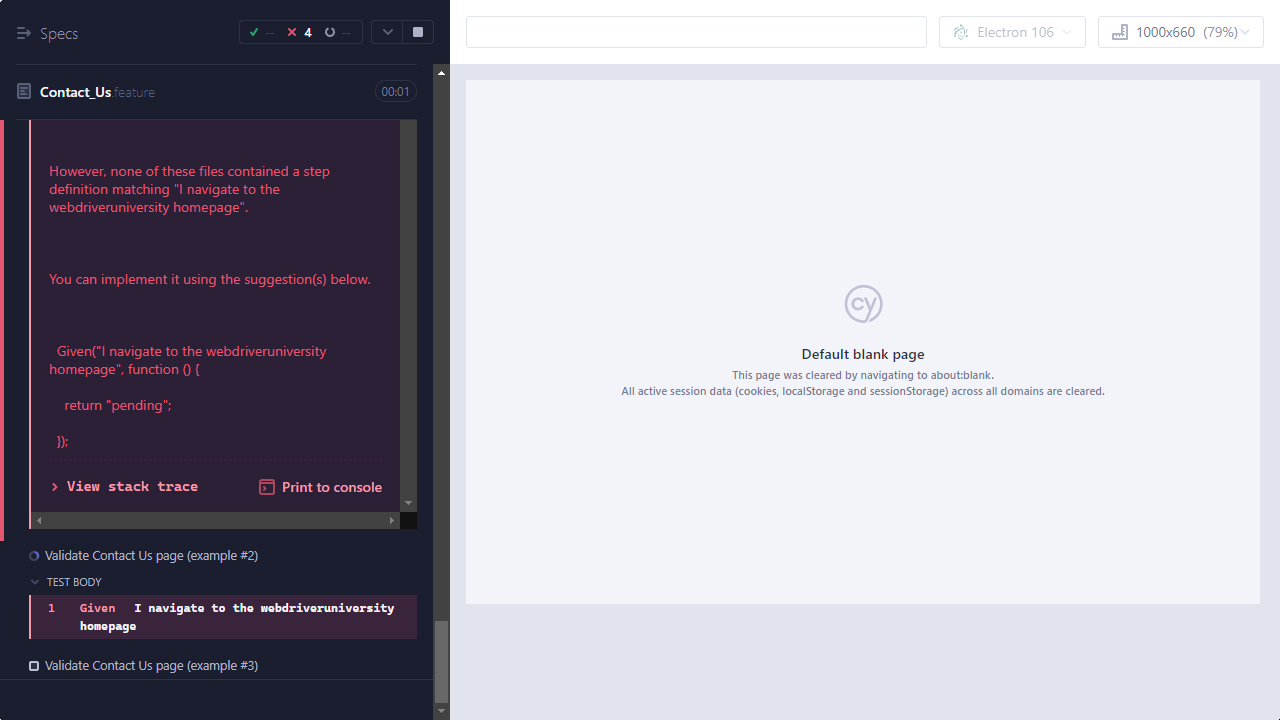 Specs
-- 4 --
Electron 106
1000x660 (79%)
Contact_Us.feature
00:01
However, none of these files contained a step
definition matching "I navigate to the
webdriveruniversity homepage".
You can implement it using the suggestion(s) below.
Given("I navigate to the webdriveruniversity
homepage", function () {
return "pending";
});
View stack trace
Print to console
Validate Contact Us page (example #2)
TEST BODY
1 Given I navigate to the webdriveruniversity
homepage
Validate Contact Us page (example #3)
cy
Default blank page
This page was cleared by navigating to about:blank.
All active session data (cookies, localStorage and sessionStorage) across all domains are cleared.